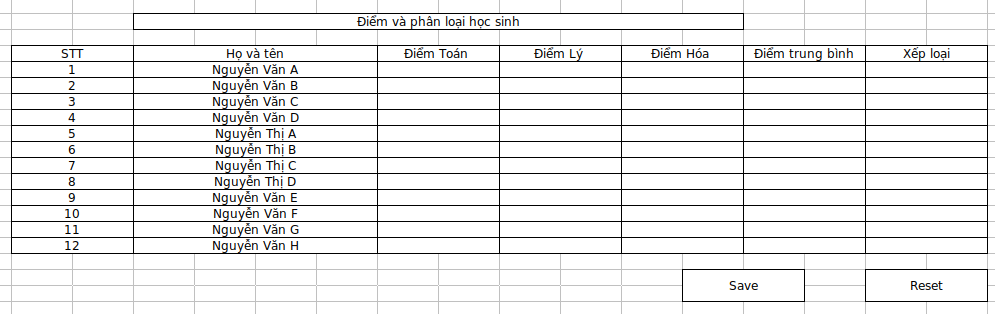 Điểm và phân loại học sinh
STT Họ và tên Điểm Toán Điểm Lý Điểm Hóa Điểm trung bình Xếp loại
1 Nguyễn Văn A
2 Nguyễn Văn B
3 Nguyễn Văn C
4 Nguyễn Văn D
5 Nguyễn Thị A
6 Nguyễn Thị B
7 Nguyễn Thị C
8 Nguyễn Thị D
9 Nguyễn Văn E
10 Nguyễn Văn F
11 Nguyễn Văn G
12 Nguyễn Văn H
Save Reset